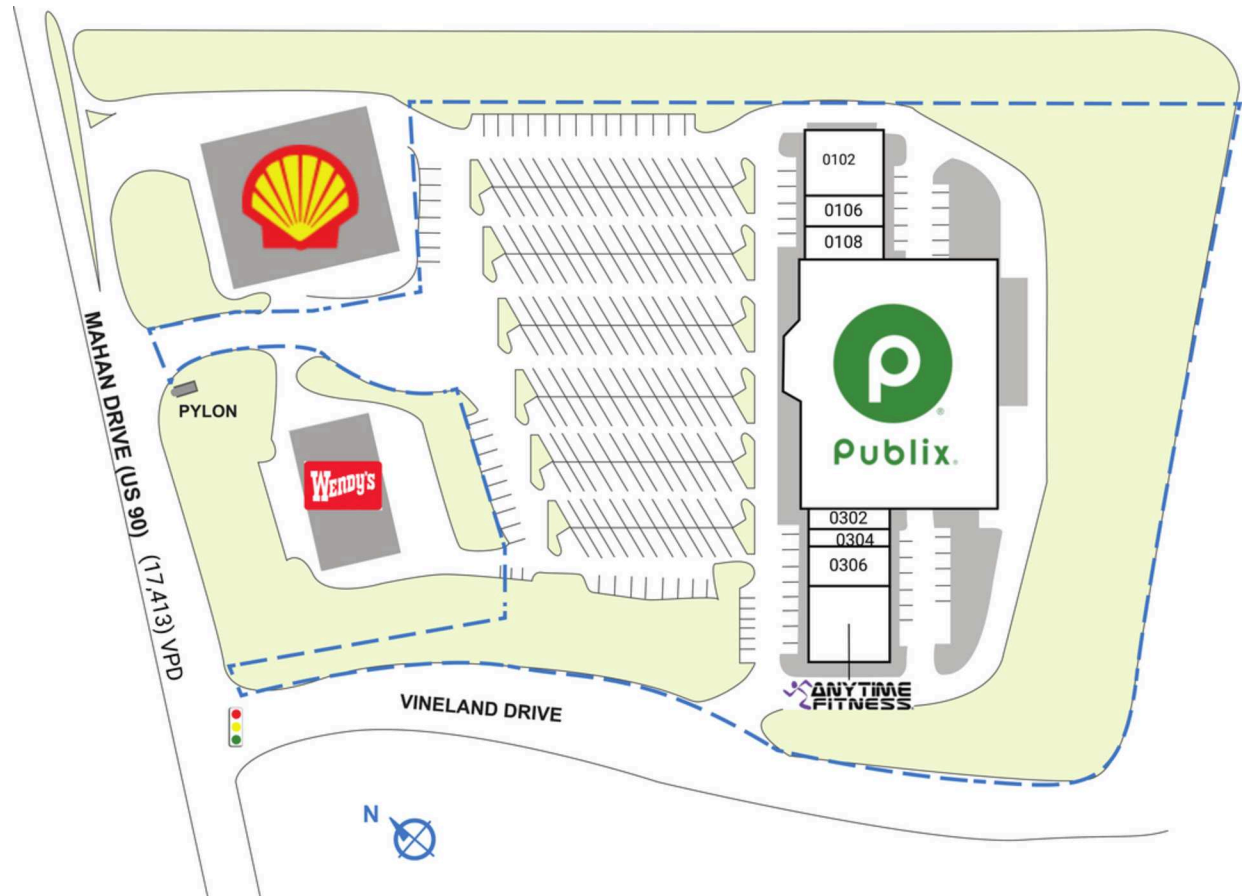 0102
0106
0108
MAHAN DRIVE (US 90) (17,413) VPD
PYLON
WENDY'S
P
Publix.
0302
0304
0306
ANYTIME
FITNESS
VINELAND DRIVE
N